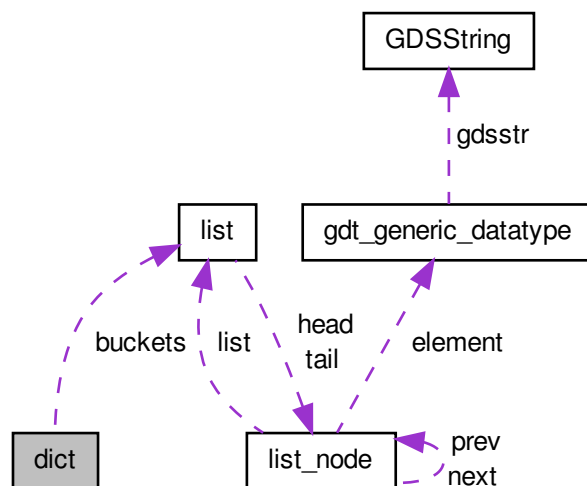 GDSString
gdsstr
list
gdt_generic_datatype
buckets
list
head
tail
element
dict
list_node
prev
next